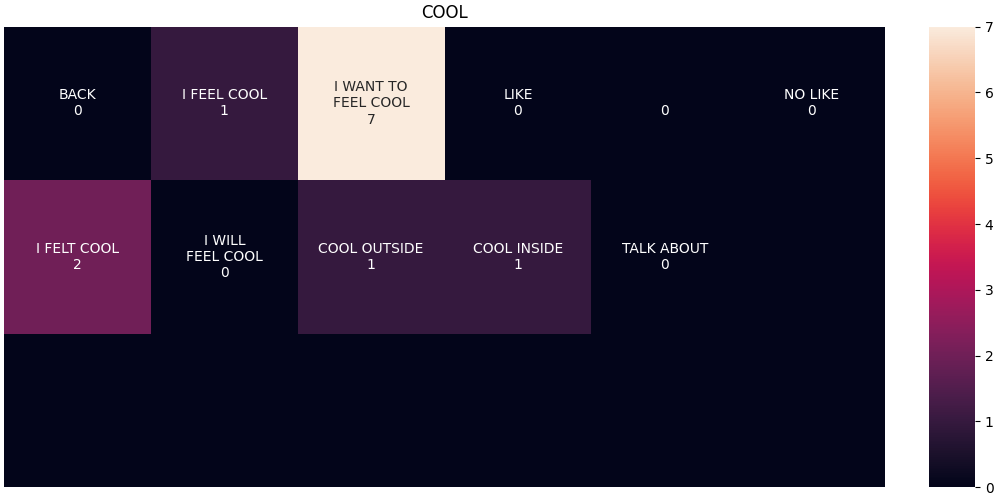 COOL
BACK
0
I FEEL COOL
1
I WANT TO
FEEL COOL
7
LIKE
0
0
NO LIKE
0
I FELT COOL
2
I WILL
FEEL COOL
0
COOL OUTSIDE
1
COOL INSIDE
1
TALK ABOUT
0
7
6
5
4
3
2
1
0